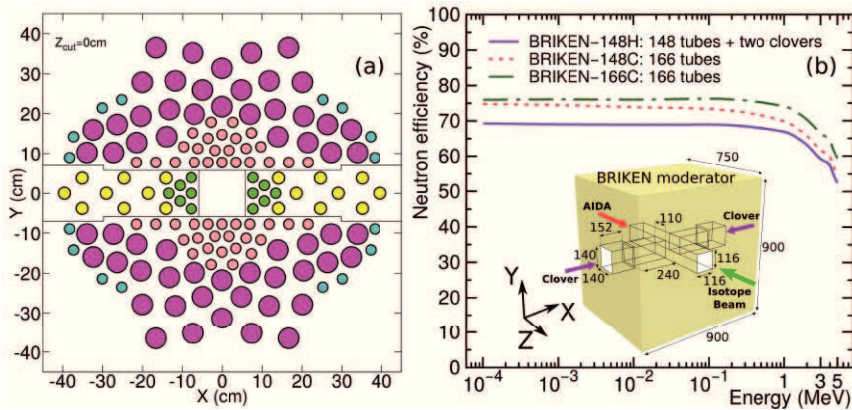 Z_cut=0cm
(a)
Y (cm)
40
30
20
10
0
-10
-20
-30
-40
-40 -30 -20 -10 0 10 20 30 40
X (cm)
Neutron efficiency (%)
100
90
80
70
60
50
40
30
20
10
0
BRIKEN-148H: 148 tubes + two clovers
BRIKEN-148C: 166 tubes
BRIKEN-166C: 166 tubes
(b)
750
BRIKEN moderator
AIDA
110
Clover
152
140
116
900
Clover
140
240
116
Isotope
Beam
Y
X
Z
900
10⁻⁴ 10⁻³ 10⁻² 10⁻¹ 1 3 5
Energy (MeV)